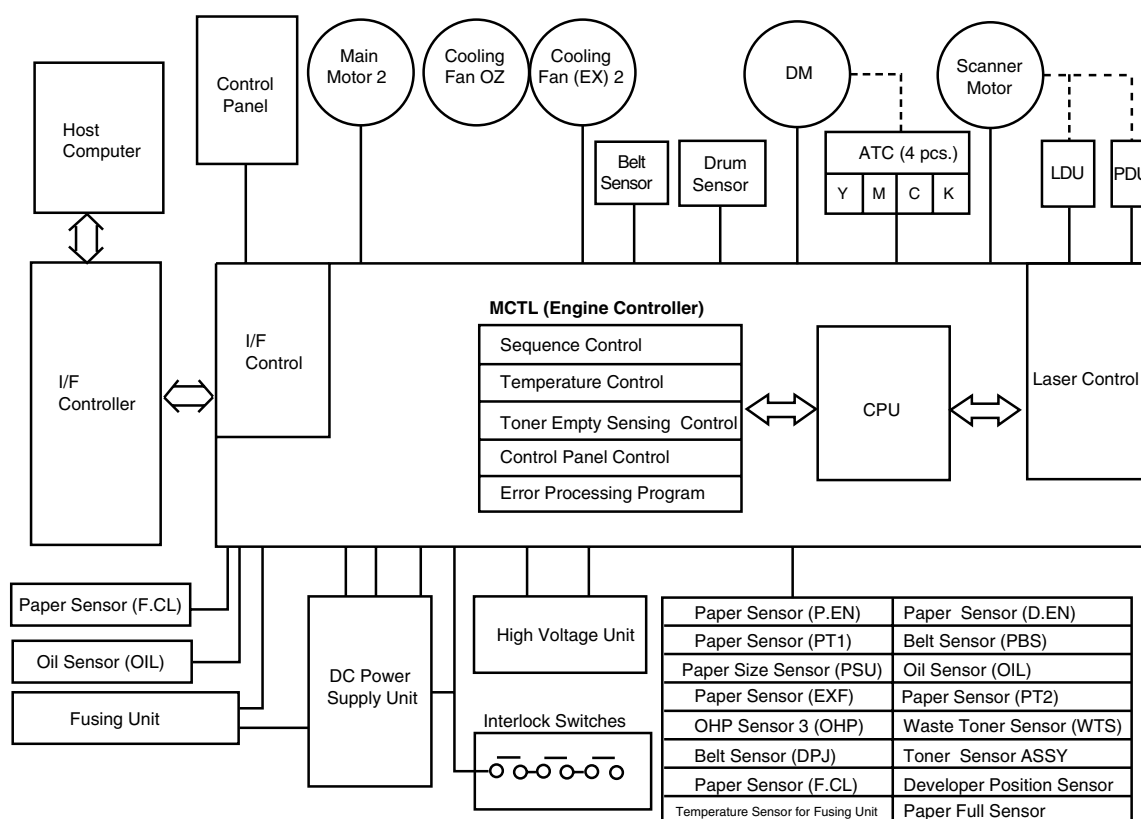 Control
Panel
Main
Motor 2
Cooling
Fan OZ
Cooling
Fan (EX) 2
DM
Scanner
Motor
Host
Computer
Belt
Sensor
Drum
Sensor
ATC (4 pcs.)
Y M C K
LDU
PDU
I/F
Controller
I/F
Control
MCTL (Engine Controller)
Sequence Control
Temperature Control
Toner Empty Sensing Control
Control Panel Control
Error Processing Program
CPU
Laser Control
Paper Sensor (F.CL)
Oil Sensor (OIL)
Fusing Unit
DC Power
Supply Unit
High Voltage Unit
Interlock Switches
Paper Sensor (P.EN) Paper Sensor (D.EN)
Paper Sensor (PT1) Belt Sensor (PBS)
Paper Size Sensor (PSU) Oil Sensor (OIL)
Paper Sensor (EXF) Paper Sensor (PT2)
OHP Sensor 3 (OHP) Waste Toner Sensor (WTS)
Belt Sensor (DPJ) Toner Sensor ASSY
Paper Sensor (F.CL) Developer Position Sensor
Temperature Sensor for Fusing Unit Paper Full Sensor